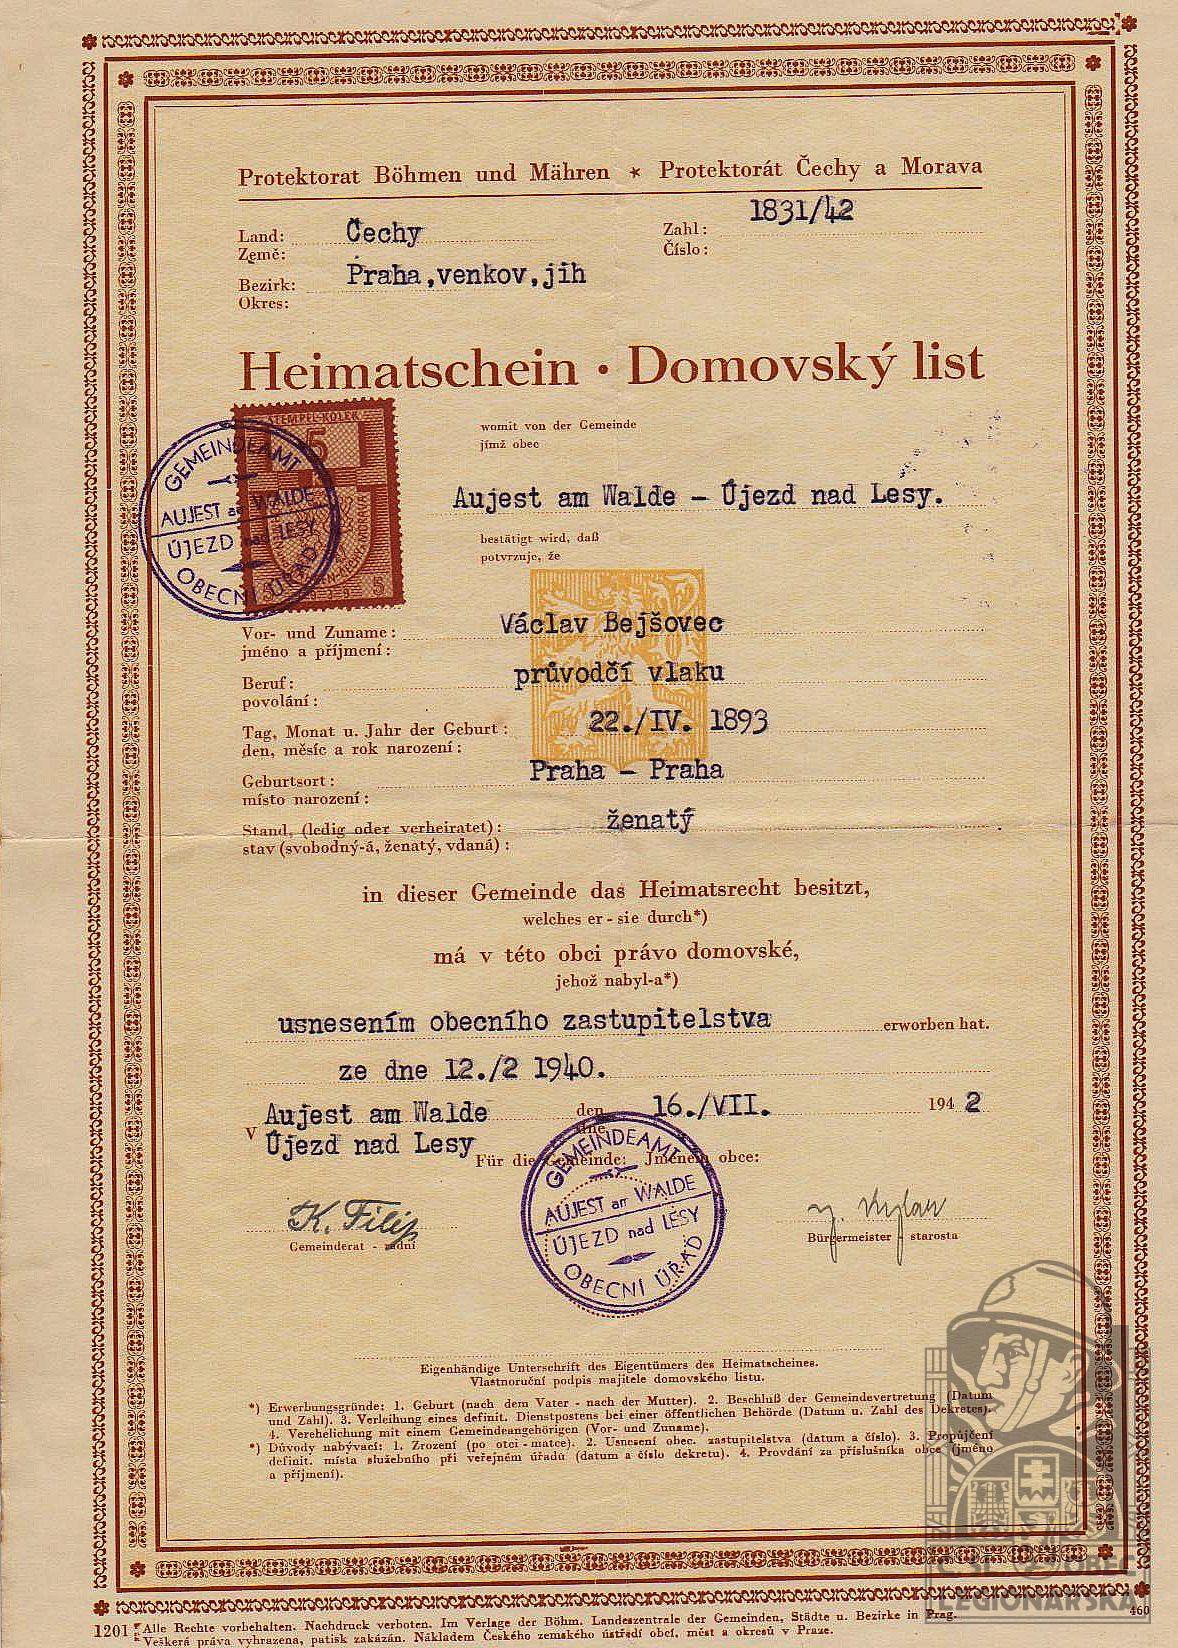 Protektorat Böhmen und Mähren * Protektorát Čechy a Morava
Land: Čechy Zahl: 1831/42
Země: Číslo:
Bezirk: Praha,venkov,jih
Okres:
Heimatschein · Domovský list
STEMPEL-KOLEK
5
GEMEINDEAMT
AUJEST am WALDE
ÚJEZD nad LESY
OBECNÍ ÚŘAD
womit von der Gemeinde
jímž obec
Aujest am Walde - Újezd nad Lesy.
bestätigt wird, daß
potvrzuje, že
Vor- und Zuname: Václav Bejšovec
jméno a příjmení:
Beruf: průvodčí vlaku
povolání:
Tag, Monat u. Jahr der Geburt: 22./IV. 1893
den, měsíc a rok narození:
Geburtsort: Praha - Praha
místo narození:
Stand, (ledig oder verheiratet): ženatý
stav (svobodný-á, ženatý, vdaná):
in dieser Gemeinde das Heimatsrecht besitzt,
welches er - sie durch*)
má v této obci právo domovské,
jehož nabyl-a*)
usnesením obecního zastupitelstva erworben hat.
ze dne 12./2 1940.
Aujest am Walde den 16./VII. 1942
V Újezd nad Lesy dne
Für die Gemeinde: Jménem obce:
GEMEINDEAMT
AUJEST am WALDE
ÚJEZD nad LESY
OBECNÍ ÚŘAD
K. Filip
Gemeinderat - radní
Bürgermeister - starosta
Eigenhändige Unterschrift des Eigentümers des Heimatscheines.
Vlastnoruční podpis majitele domovského listu.
*) Erwerbungsgründe: 1. Geburt (nach dem Vater - nach der Mutter). 2. Beschluß der Gemeindevertretung (Datum
und Zahl). 3. Verleihung eines definit. Dienstpostens bei einer öffentlichen Behörde (Datum u. Zahl des Dekretes).
4. Verehelichung mit einem Gemeindeangehörigen (Vor- und Zuname).
*) Důvody nabývací: 1. Zrození (po otci - matce). 2. Usnesení obec. zastupitelstva (datum a číslo). 3. Propůjčení
definit. místa služebního při veřejném úřadů (datum a číslo dekretu). 4. Provdání za příslušníka obce (jméno
a příjmení).
ČSL OBEC
LEGIONÁŘSKÁ
460
1201 Alle Rechte vorbehalten. Nachdruck verboten. Im Verlage der Böhm. Landeszentrale der Gemeinden, Städte u. Bezirke in Prag.
Veškerá práva vyhrazena, patisk zakázán. Nákladem Českého zemského ústředí obcí, měst a okresů v Praze.